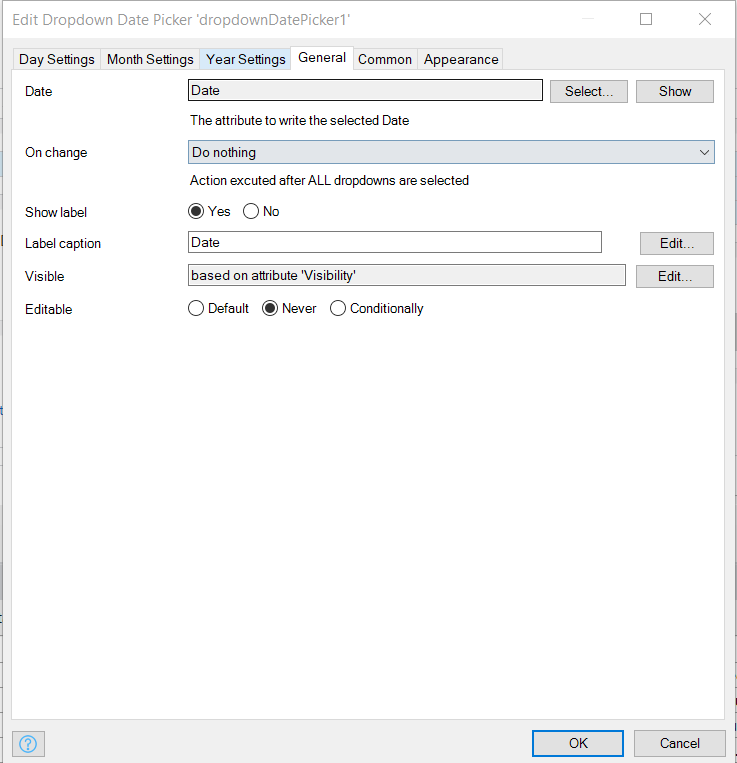 Edit Dropdown Date Picker 'dropdownDatePicker1'
Day Settings Month Settings Year Settings General Common Appearance
Date Date Select... Show
The attribute to write the selected Date
On change Do nothing
Action excuted after ALL dropdowns are selected
Show label Yes No
Label caption Date Edit...
Visible based on attribute 'Visibility' Edit...
Editable Default Never Conditionally
? OK Cancel